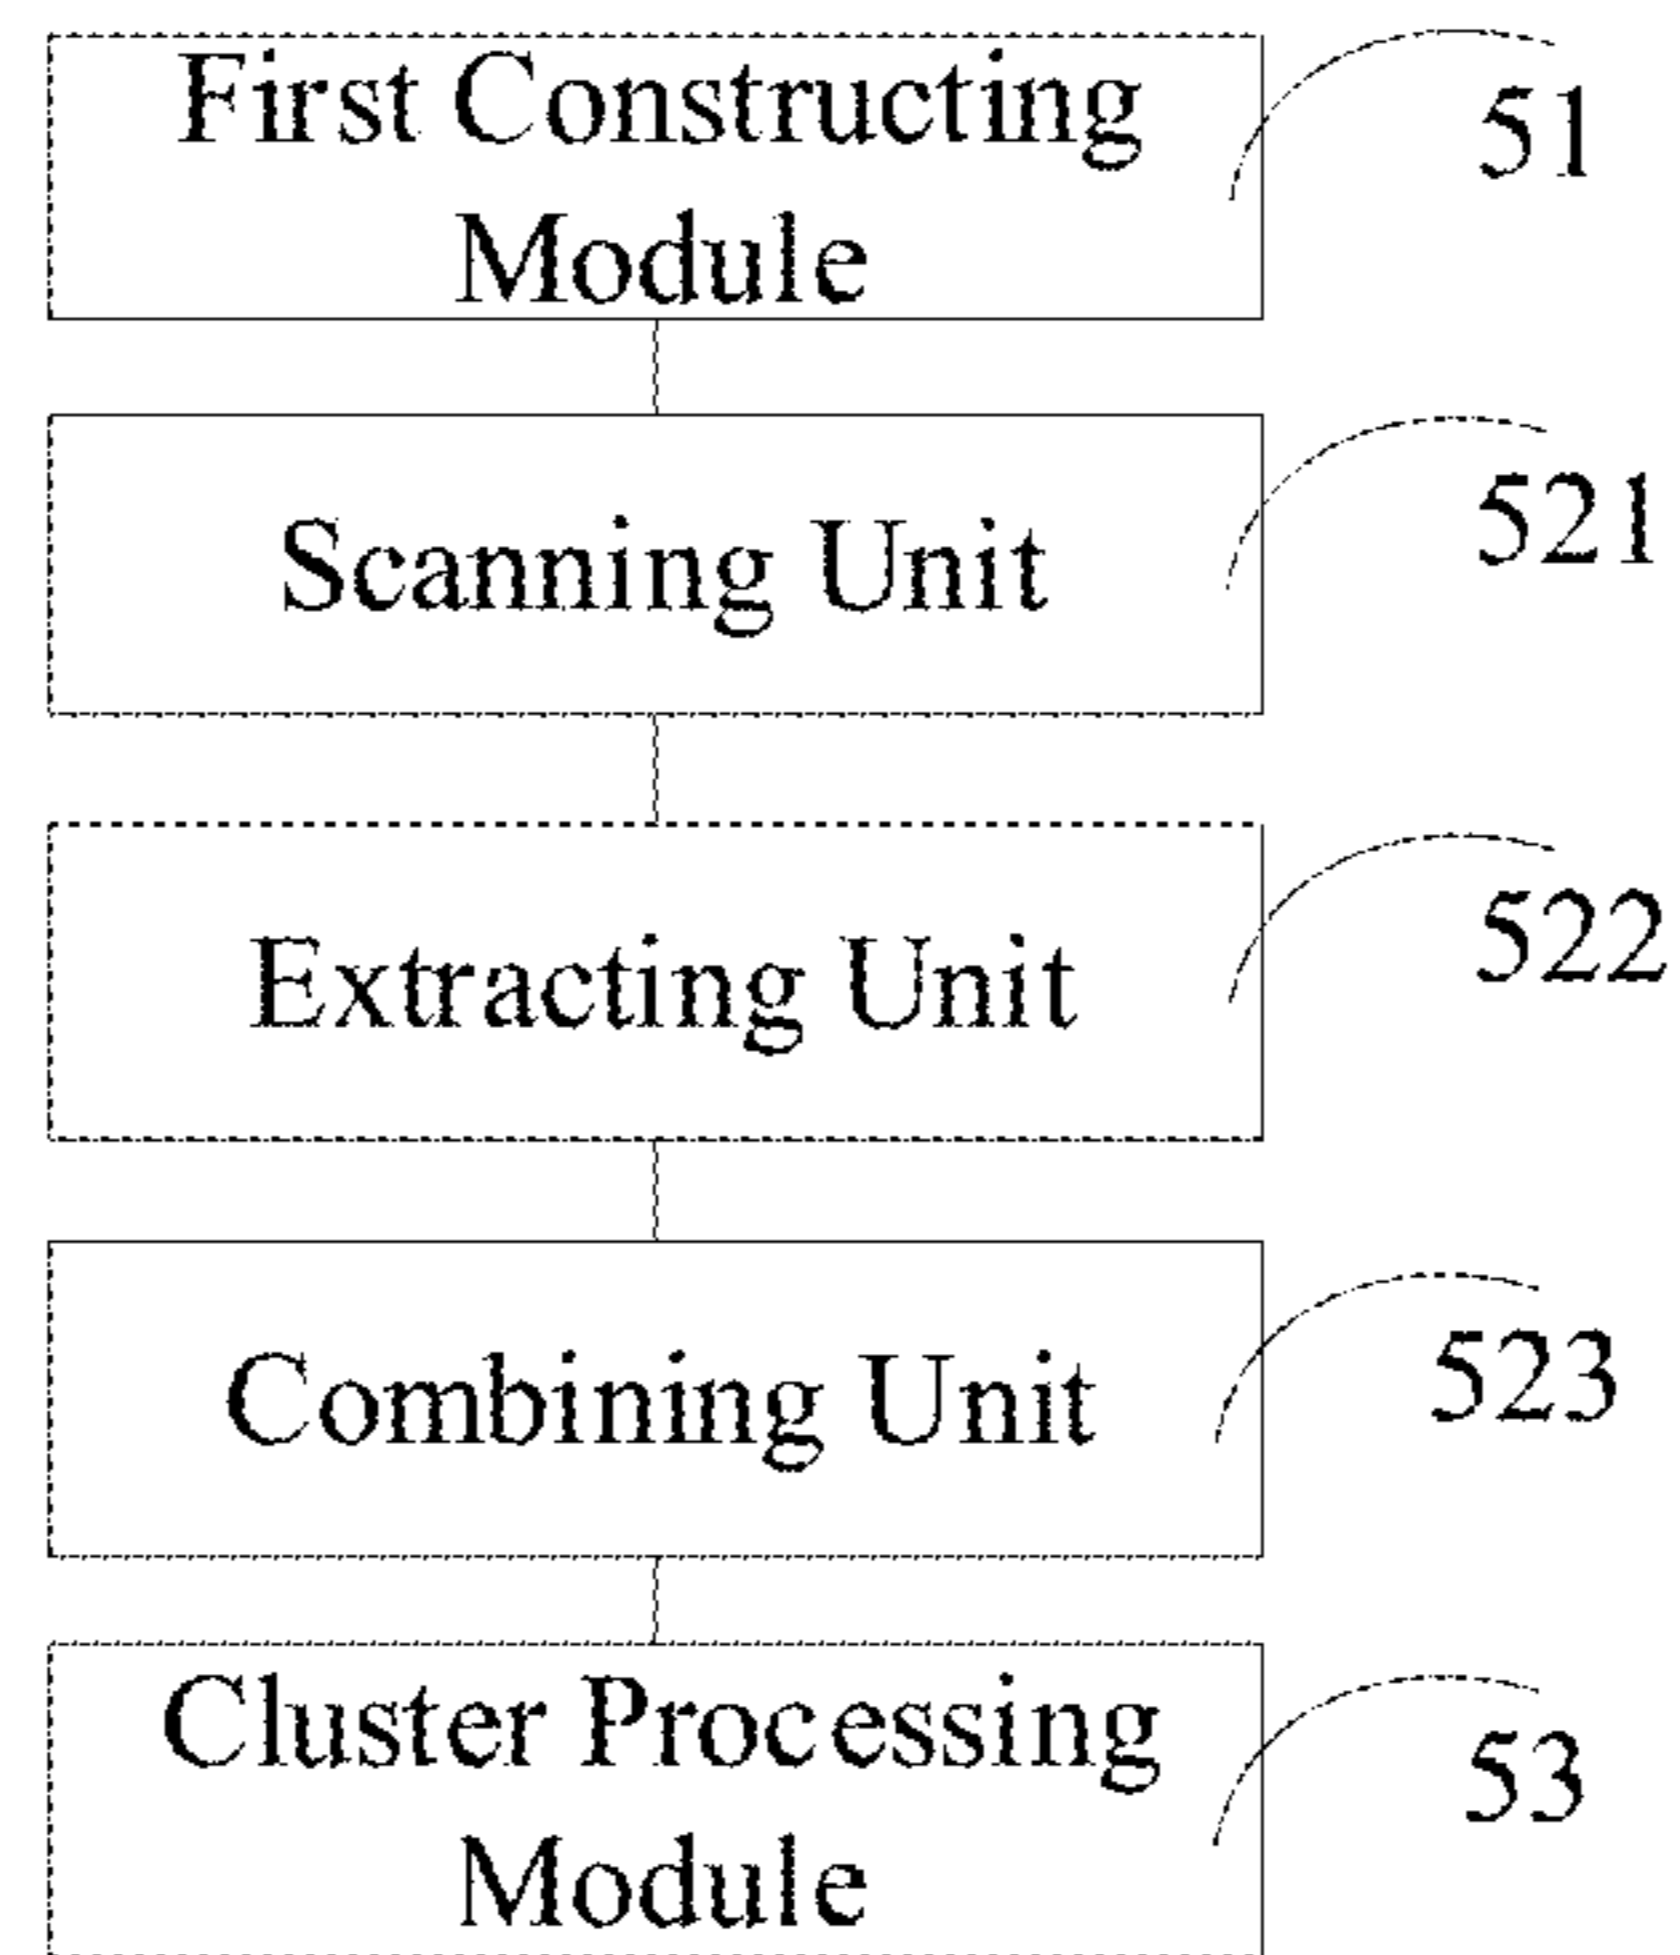 First Constructing
Module
51
Scanning Unit
521
Extracting Unit
522
Combining Unit
523
Cluster Processing
Module
53